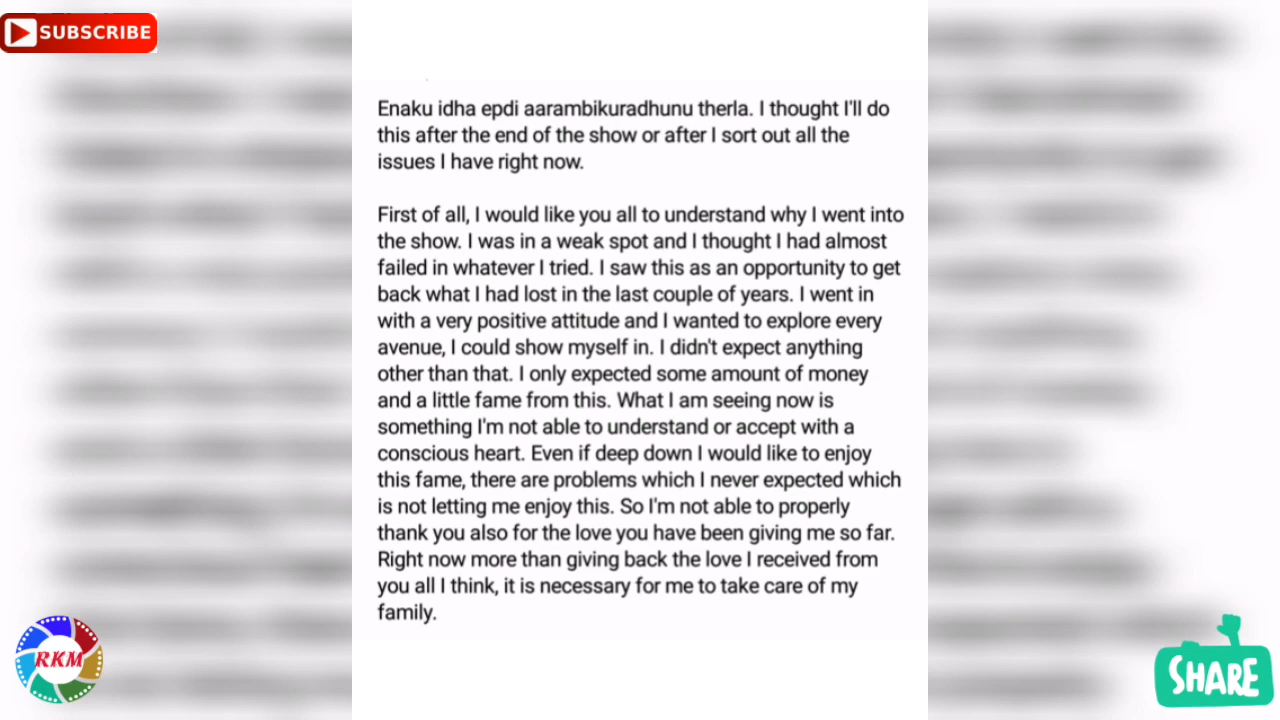 SUBSCRIBE
Enaku idha epdi aarambikuradhunu therla. I thought I'll do
this after the end of the show or after I sort out all the
issues I have right now.
First of all, I would like you all to understand why I went into
the show. I was in a weak spot and I thought I had almost
failed in whatever I tried. I saw this as an opportunity to get
back what I had lost in the last couple of years. I went in
with a very positive attitude and I wanted to explore every
avenue, I could show myself in. I didn't expect anything
other than that. I only expected some amount of money
and a little fame from this. What I am seeing now is
something I'm not able to understand or accept with a
conscious heart. Even if deep down I would like to enjoy
this fame, there are problems which I never expected which
is not letting me enjoy this. So I'm not able to properly
thank you also for the love you have been giving me so far.
Right now more than giving back the love I received from
you all I think, it is necessary for me to take care of my
family.
RKM
SHARE